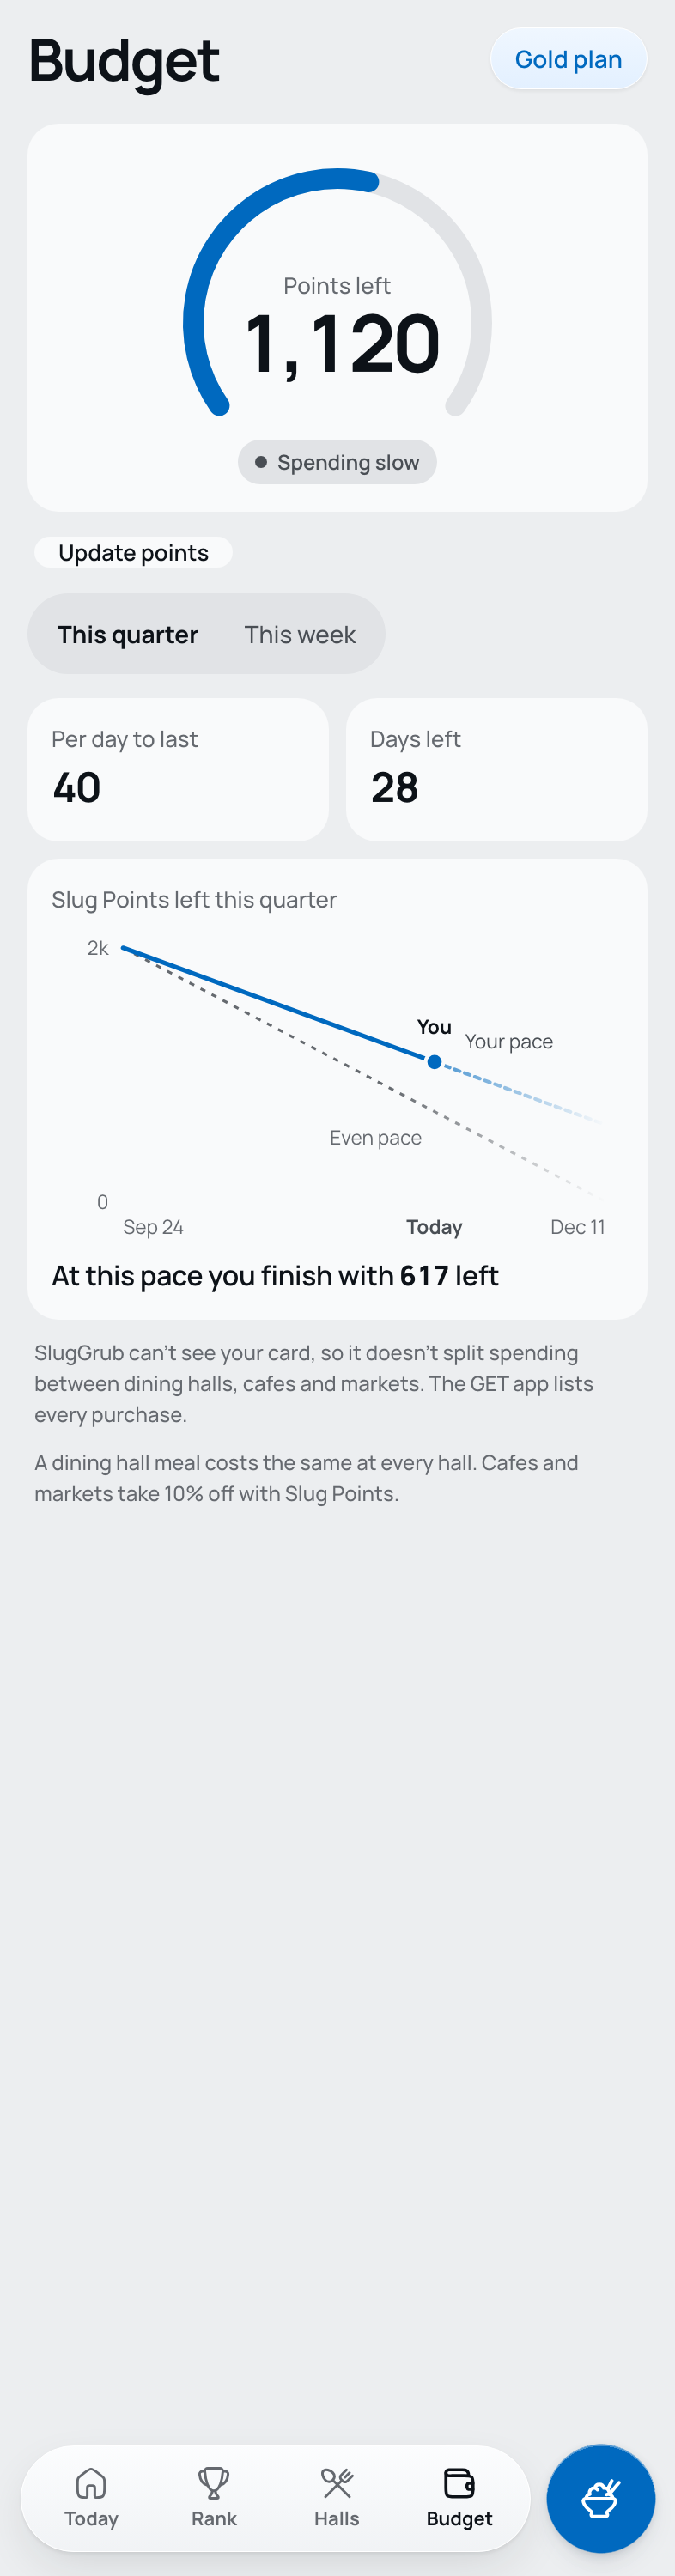 Budget
Gold plan
Points left
1,120
Spending slow
Update points
This quarter
This week
Per day to last
40
Days left
28
Slug Points left this quarter
2k
You
Your pace
Even pace
0
Sep 24
Today
Dec 11
At this pace you finish with 617 left
SlugGrub can't see your card, so it doesn't split spending
between dining halls, cafes and markets. The GET app lists
every purchase.
A dining hall meal costs the same at every hall. Cafes and
markets take 10% off with Slug Points.
Today
Rank
Halls
Budget